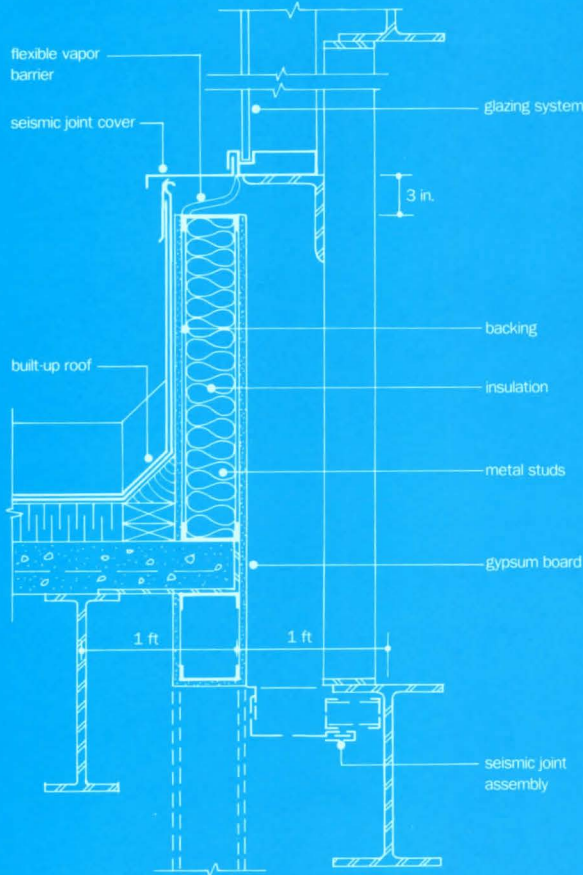 flexible vapor
barrier
glazing system
seismic joint cover
3 in.
backing
built-up roof
insulation
metal studs
gypsum board
1 ft
1 ft
seismic joint
assembly